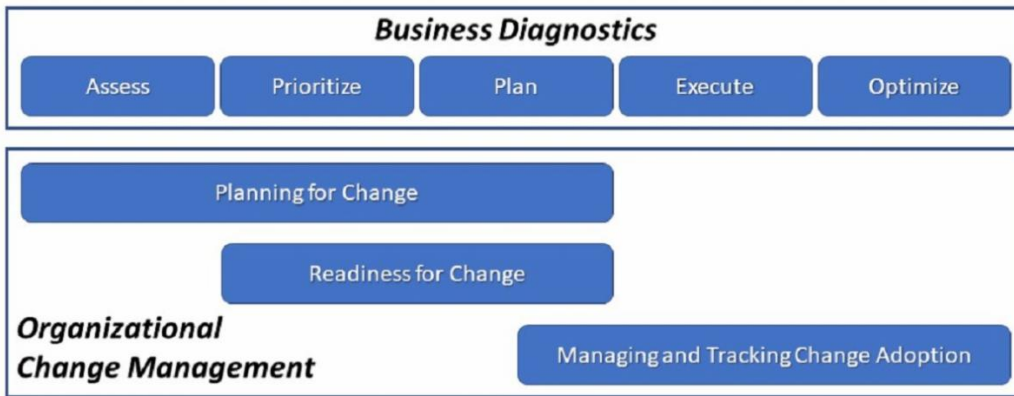 Business Diagnostics
Assess
Prioritize
Plan
Execute
Optimize
Planning for Change
Readiness for Change
Organizational
Change Management
Managing and Tracking Change Adoption